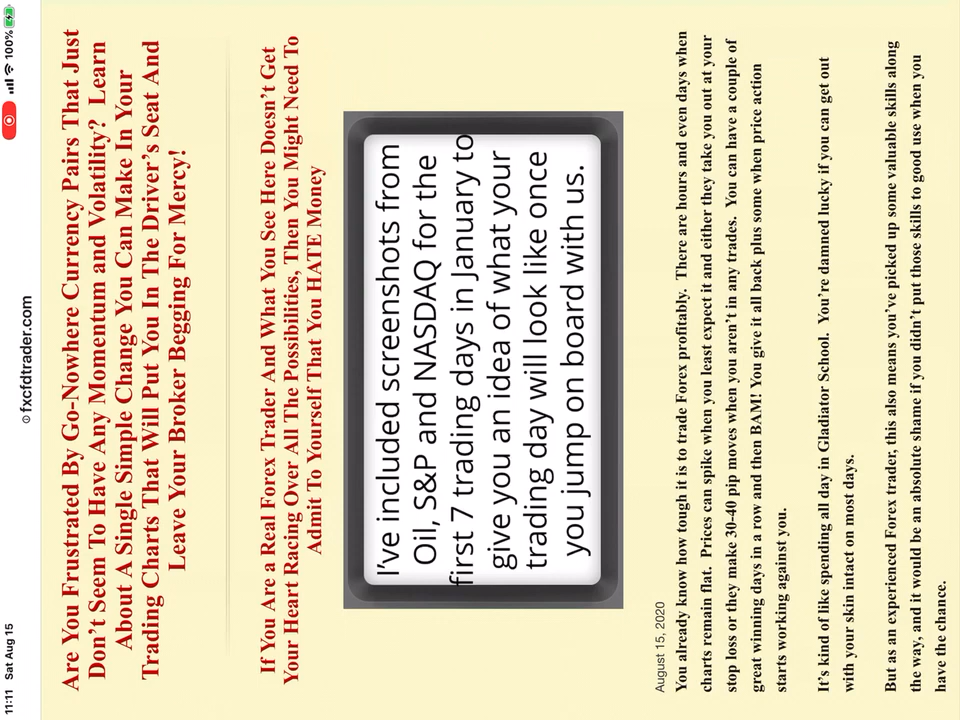 11:11 Sat Aug 15
fxcfdtrader.com
100%
Are You Frustrated By Go-Nowhere Currency Pairs That Just
Don't Seem To Have Any Momentum and Volatility? Learn
About A Single Simple Change You Can Make In Your
Trading Charts That Will Put You In The Driver's Seat And
Leave Your Broker Begging For Mercy!
If You Are a Real Forex Trader And What You See Here Doesn't Get
Your Heart Racing Over All The Possibilities, Then You Might Need To
Admit To Yourself That You HATE Money
I've included screenshots from
Oil, S&P and NASDAQ for the
first 7 trading days in January to
give you an idea of what your
trading day will look like once
you jump on board with us.
August 15, 2020
You already know how tough it is to trade Forex profitably. There are hours and even days when
charts remain flat. Prices can spike when you least expect it and either they take you out at your
stop loss or they make 30-40 pip moves when you aren't in any trades. You can have a couple of
great winning days in a row and then BAM! You give it all back plus some when price action
starts working against you.
It's kind of like spending all day in Gladiator School. You're damned lucky if you can get out
with your skin intact on most days.
But as an experienced Forex trader, this also means you've picked up some valuable skills along
the way, and it would be an absolute shame if you didn't put those skills to good use when you
have the chance.